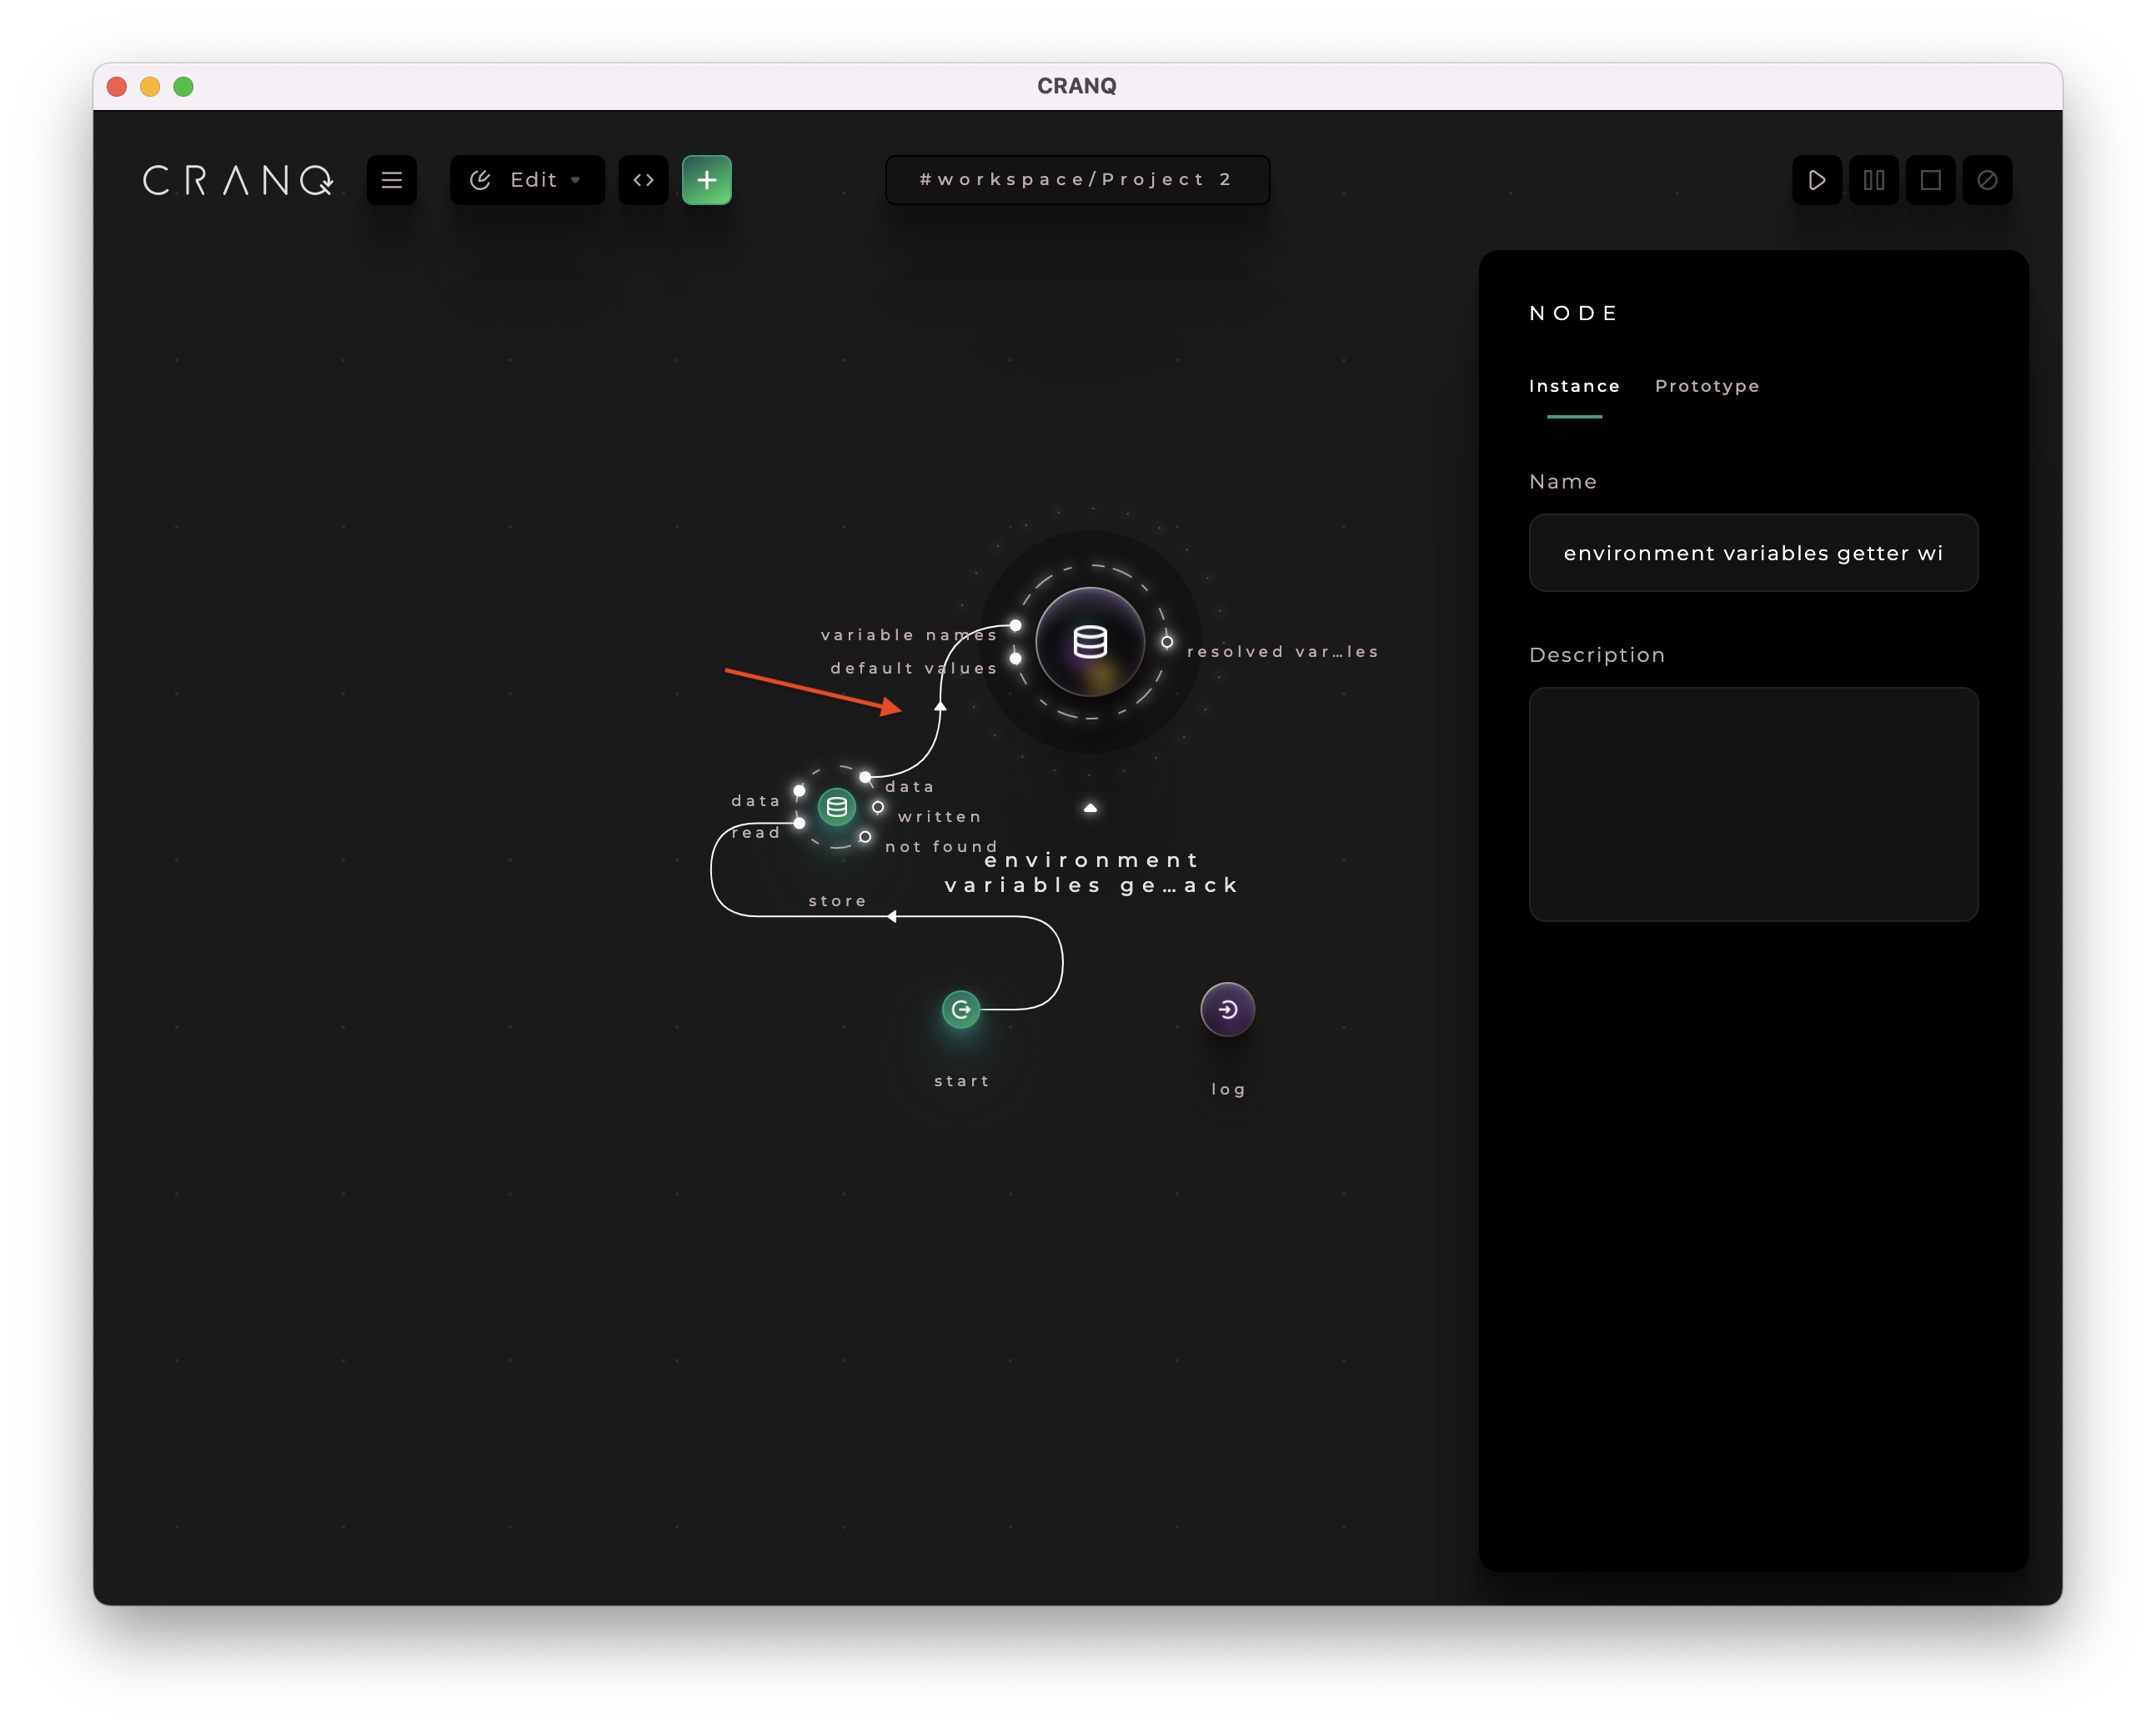 CRANQ
CRANQ
Edit
#workspace/Project 2
NODE
Instance Prototype
Name
environment variables getter wi
Description
variable names
default values
resolved var…les
data
read
data
written
not found
store
environment
variables ge…ack
start
log